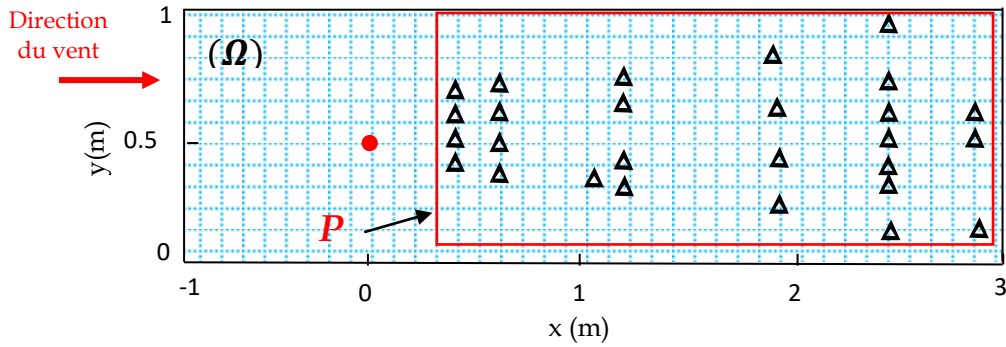 Direction
du vent
(Ω)
P
1
0.5
0
y(m)
-1
0
1
2
3
x (m)